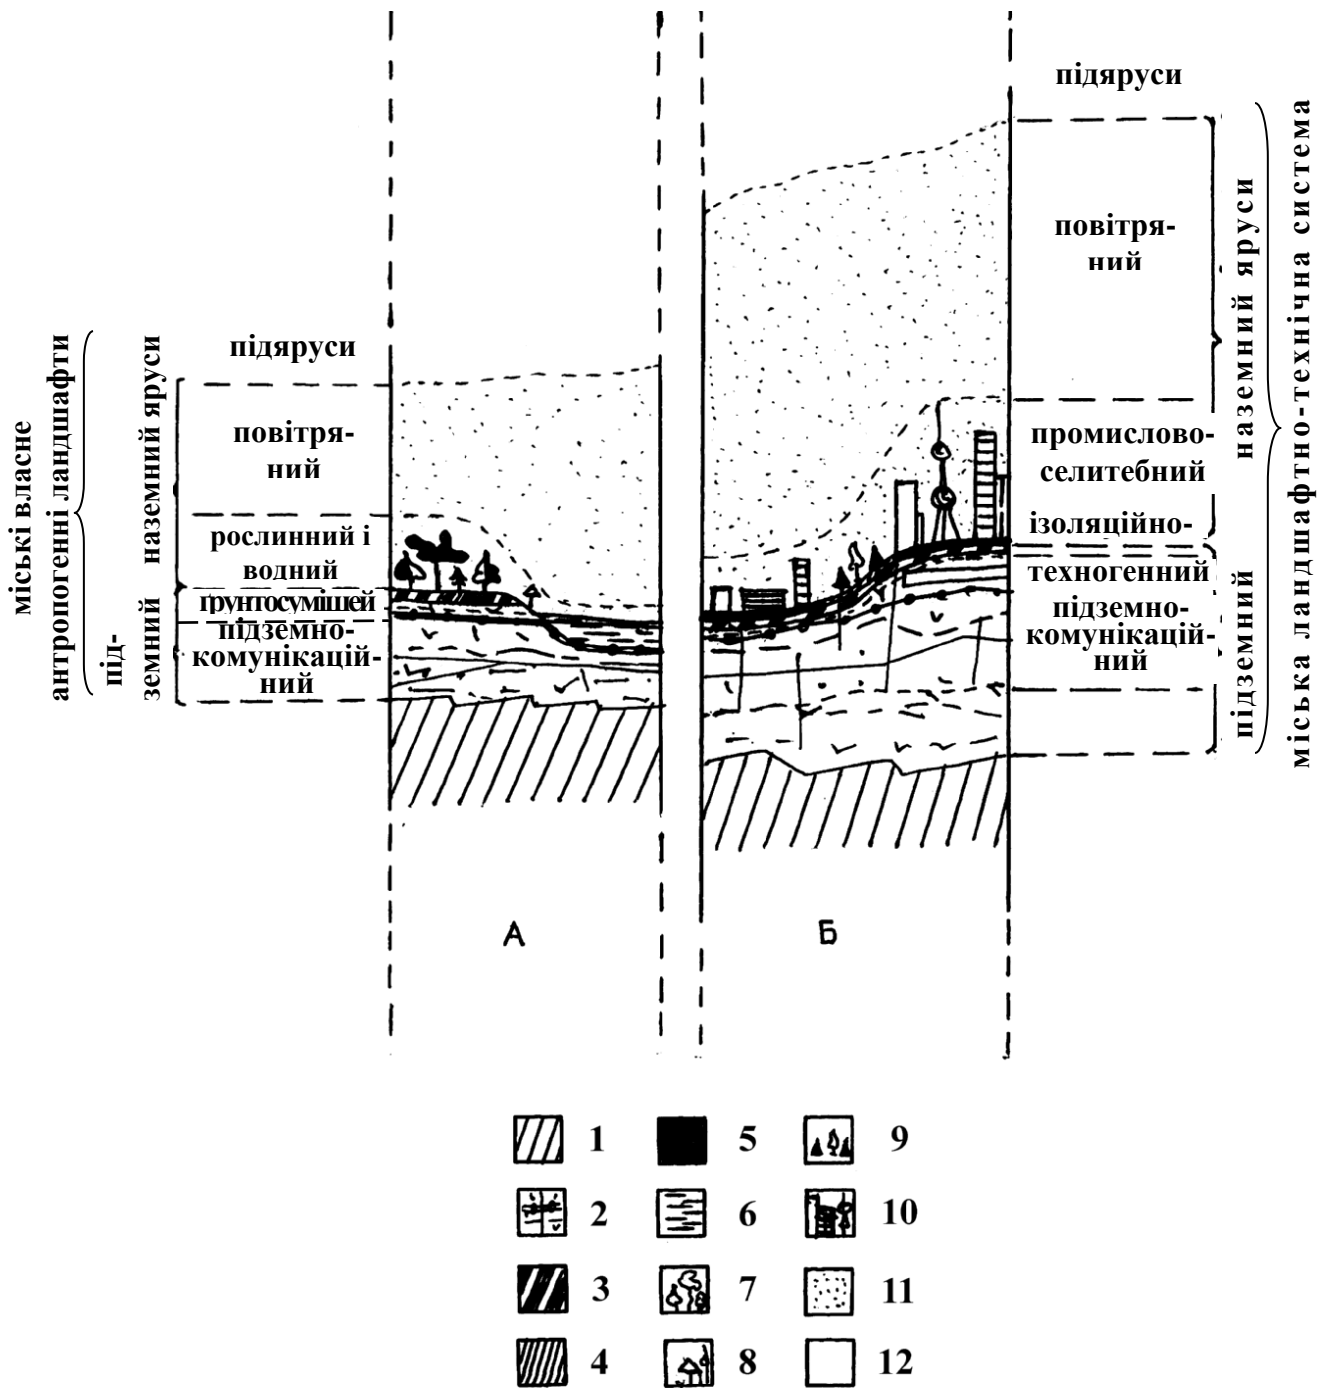 підяруси
повітря-
ний
промислово-
селитебний
ізоляційно-
техногенний
підземно-
комунікацій-
ний
наземний яруси
підземний
міська ландшафтно-технічна система
міські власне
антропогенні ландшафти
наземний яруси
під-
земний
підяруси
повітря-
ний
рослинний і
водний
ґрунтосумішей
підземно-
комунікацій-
ний
А
Б
1
5
9
2
6
10
3
7
11
4
8
12